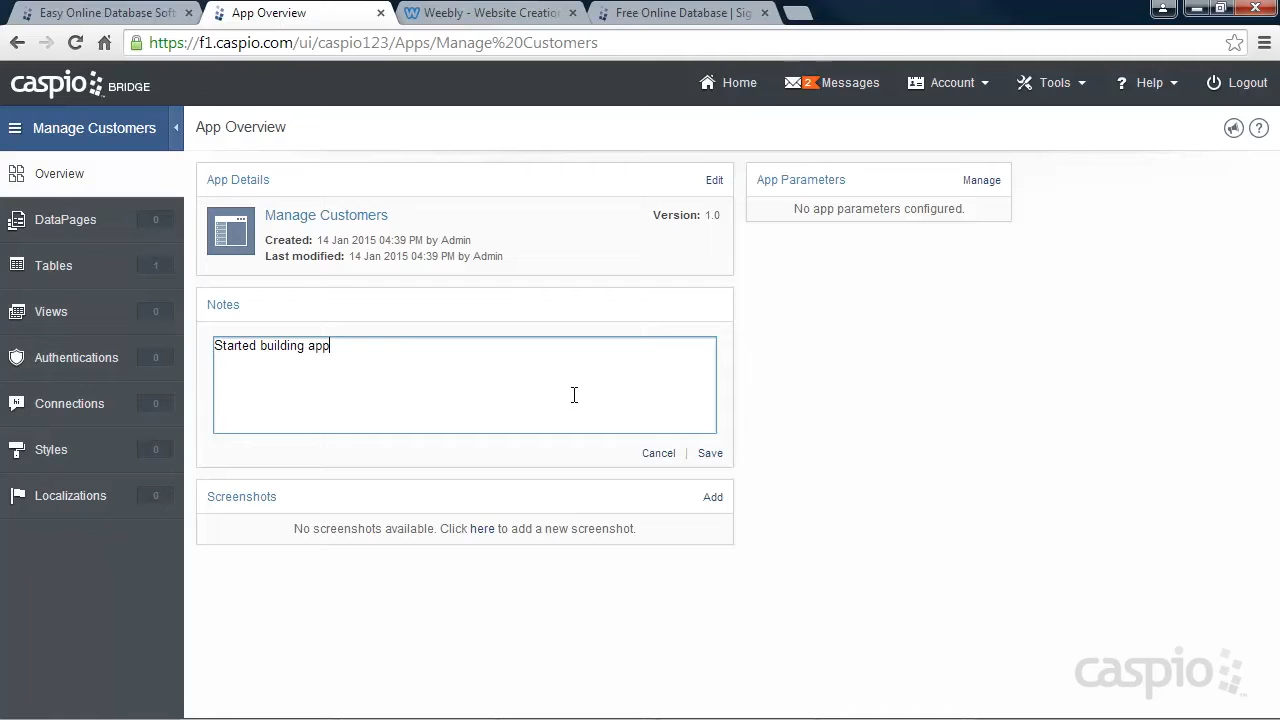 Easy Online Database Soft
App Overview
Weebly - Website Creation
Free Online Database | Sig
https://f1.caspio.com/ui/caspio123/Apps/Manage%20Customers
caspio BRIDGE
Home
2 Messages
Account
Tools
? Help
Logout
Manage Customers
App Overview
?
Overview
DataPages 0
Tables 1
Views 0
Authentications 0
hi Connections 0
Styles 0
Localizations 0
App Details Edit
Manage Customers Version: 1.0
Created: 14 Jan 2015 04:39 PM by Admin
Last modified: 14 Jan 2015 04:39 PM by Admin
App Parameters Manage
No app parameters configured.
Notes
Started building app
Cancel | Save
Screenshots Add
No screenshots available. Click here to add a new screenshot.
caspio